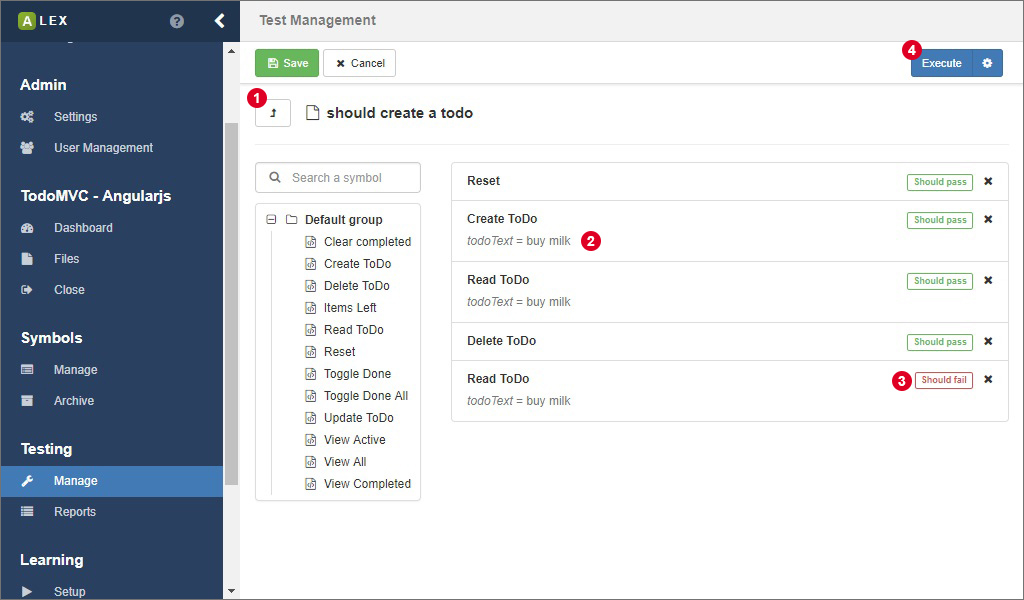 A LEX
?
Admin
Settings
User Management
TodoMVC - Angularjs
Dashboard
Files
Close
Symbols
Manage
Archive
Testing
Manage
Reports
Learning
Setup
Test Management
Save
Cancel
4
Execute
1
should create a todo
Search a symbol
Default group
Clear completed
Create ToDo
Delete ToDo
Items Left
Read ToDo
Reset
Toggle Done
Toggle Done All
Update ToDo
View Active
View All
View Completed
Reset Should pass
Create ToDo Should pass
todoText = buy milk 2
Read ToDo Should pass
todoText = buy milk
Delete ToDo Should pass
Read ToDo 3 Should fail
todoText = buy milk